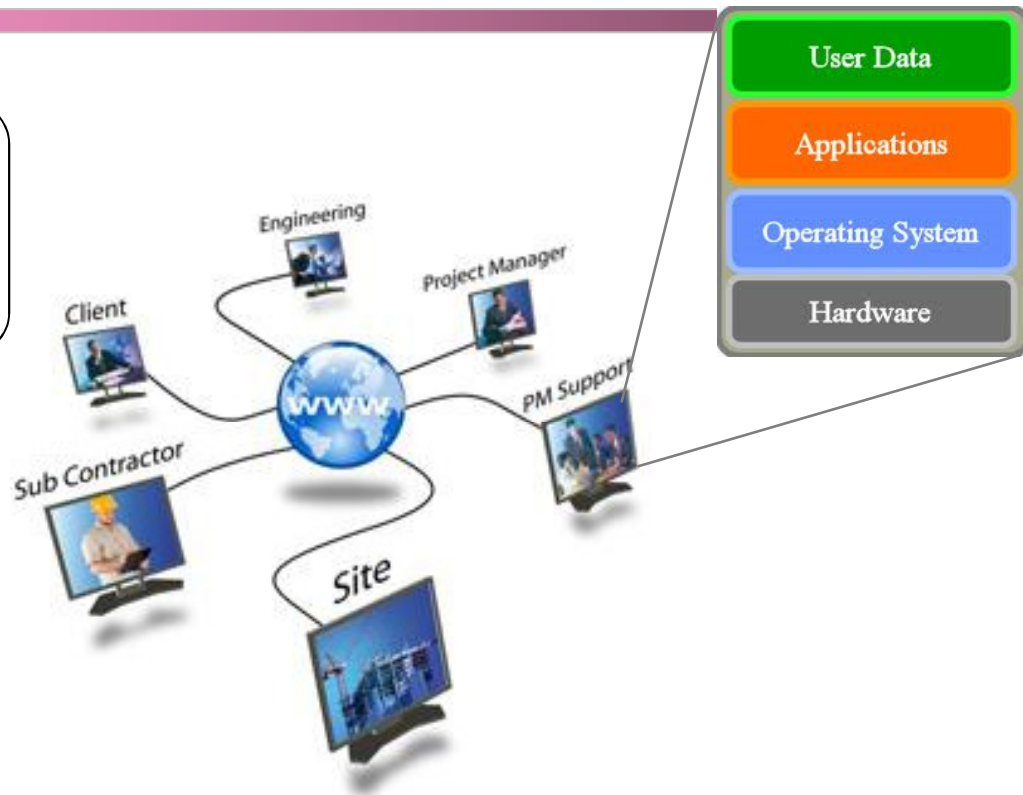 User Data
Applications
Operating System
Hardware
Engineering
Project Manager
Client
PM Support
WWW
Sub Contractor
Site